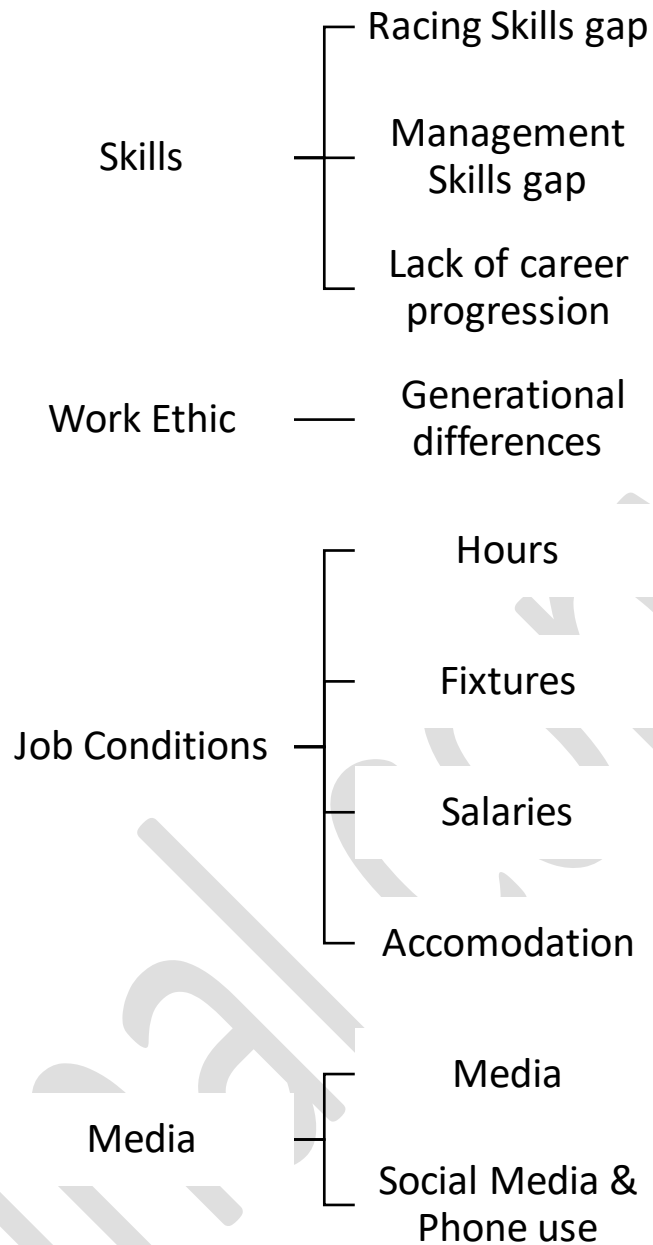 Racing Skills gap
Skills
Management
Skills gap
Lack of career
progression
Work Ethic
Generational
differences
Job Conditions
Hours
Fixtures
Salaries
Accomodation
Media
Media
Social Media &
Phone use